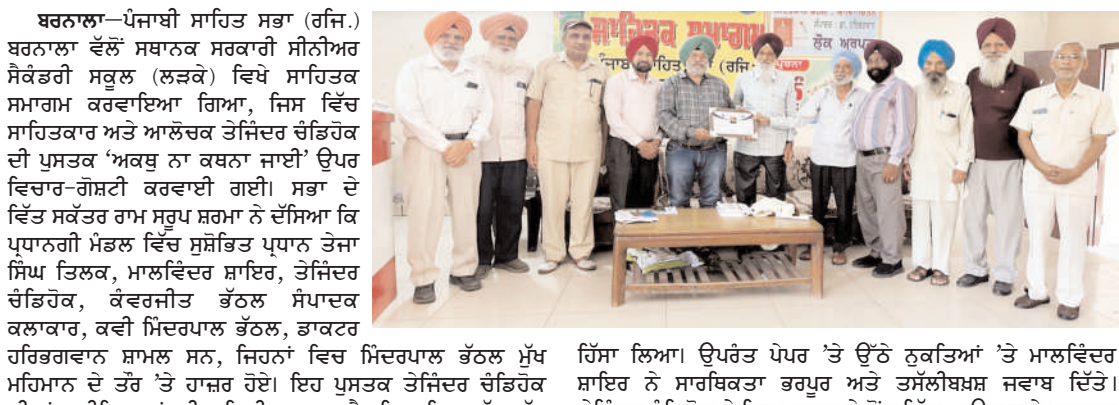 ਬਰਨਾਲਾ—ਪੰਜਾਬੀ ਸਾਹਿਤ ਸਭਾ (ਰਜਿ.)
ਬਰਨਾਲਾ ਵੱਲੋਂ ਸਥਾਨਕ ਸਰਕਾਰੀ ਸੀਨੀਅਰ
ਸੈਕੰਡਰੀ ਸਕੂਲ (ਲੜਕੇ) ਵਿਖੇ ਸਾਹਿਤਕ
ਸਮਾਗਮ ਕਰਵਾਇਆ ਗਿਆ, ਜਿਸ ਵਿੱਚ
ਸਾਹਿਤਕਾਰ ਅਤੇ ਆਲੋਚਕ ਤੇਜਿੰਦਰ ਚੰਡਿਹੋਕ
ਦੀ ਪੁਸਤਕ ‘ਅਕਥੁ ਨਾ ਕਥਨਾ ਜਾਈ’ ਉਪਰ
ਵਿਚਾਰ-ਗੋਸ਼ਟੀ ਕਰਵਾਈ ਗਈ। ਸਭਾ ਦੇ
ਵਿੱਤ ਸਕੱਤਰ ਰਾਮ ਸਰੂਪ ਸ਼ਰਮਾ ਨੇ ਦੱਸਿਆ ਕਿ
ਪ੍ਰਧਾਨਗੀ ਮੰਡਲ ਵਿੱਚ ਸੁਸ਼ੋਭਿਤ ਪ੍ਰਧਾਨ ਤੇਜਾ
ਸਿੰਘ ਤਿਲਕ, ਮਾਲਵਿੰਦਰ ਸ਼ਾਇਰ, ਤੇਜਿੰਦਰ
ਚੰਡਿਹੋਕ, ਕੰਵਰਜੀਤ ਭੱਠਲ ਸੰਪਾਦਕ
ਕਲਾਕਾਰ, ਕਵੀ ਮਿੰਦਰਪਾਲ ਭੱਠਲ, ਡਾਕਟਰ
ਹਰਿਭਗਵਾਨ ਸ਼ਾਮਲ ਸਨ, ਜਿਹਨਾਂ ਵਿਚ ਮਿੰਦਰਪਾਲ ਭੱਠਲ ਮੁੱਖ
ਮਹਿਮਾਨ ਦੇ ਤੌਰ ’ਤੇ ਹਾਜ਼ਰ ਹੋਏ। ਇਹ ਪੁਸਤਕ ਤੇਜਿੰਦਰ ਚੰਡਿਹੋਕ
ਸਾਹਿਤਕ ਸਮਾਗਮ
ਸਾਹਿਤ
(ਰਜਿ:
ਲੋਕ ਅਰਪਣ
ਹਿੱਸਾ ਲਿਆ। ਉਪਰੰਤ ਪੇਪਰ ’ਤੇ ਉੱਠੇ ਨੁਕਤਿਆਂ ’ਤੇ ਮਾਲਵਿੰਦਰ
ਸ਼ਾਇਰ ਨੇ ਸਾਰਥਿਕਤਾ ਭਰਪੂਰ ਅਤੇ ਤਸੱਲੀਬਖ਼ਸ਼ ਜਵਾਬ ਦਿੱਤੇ।